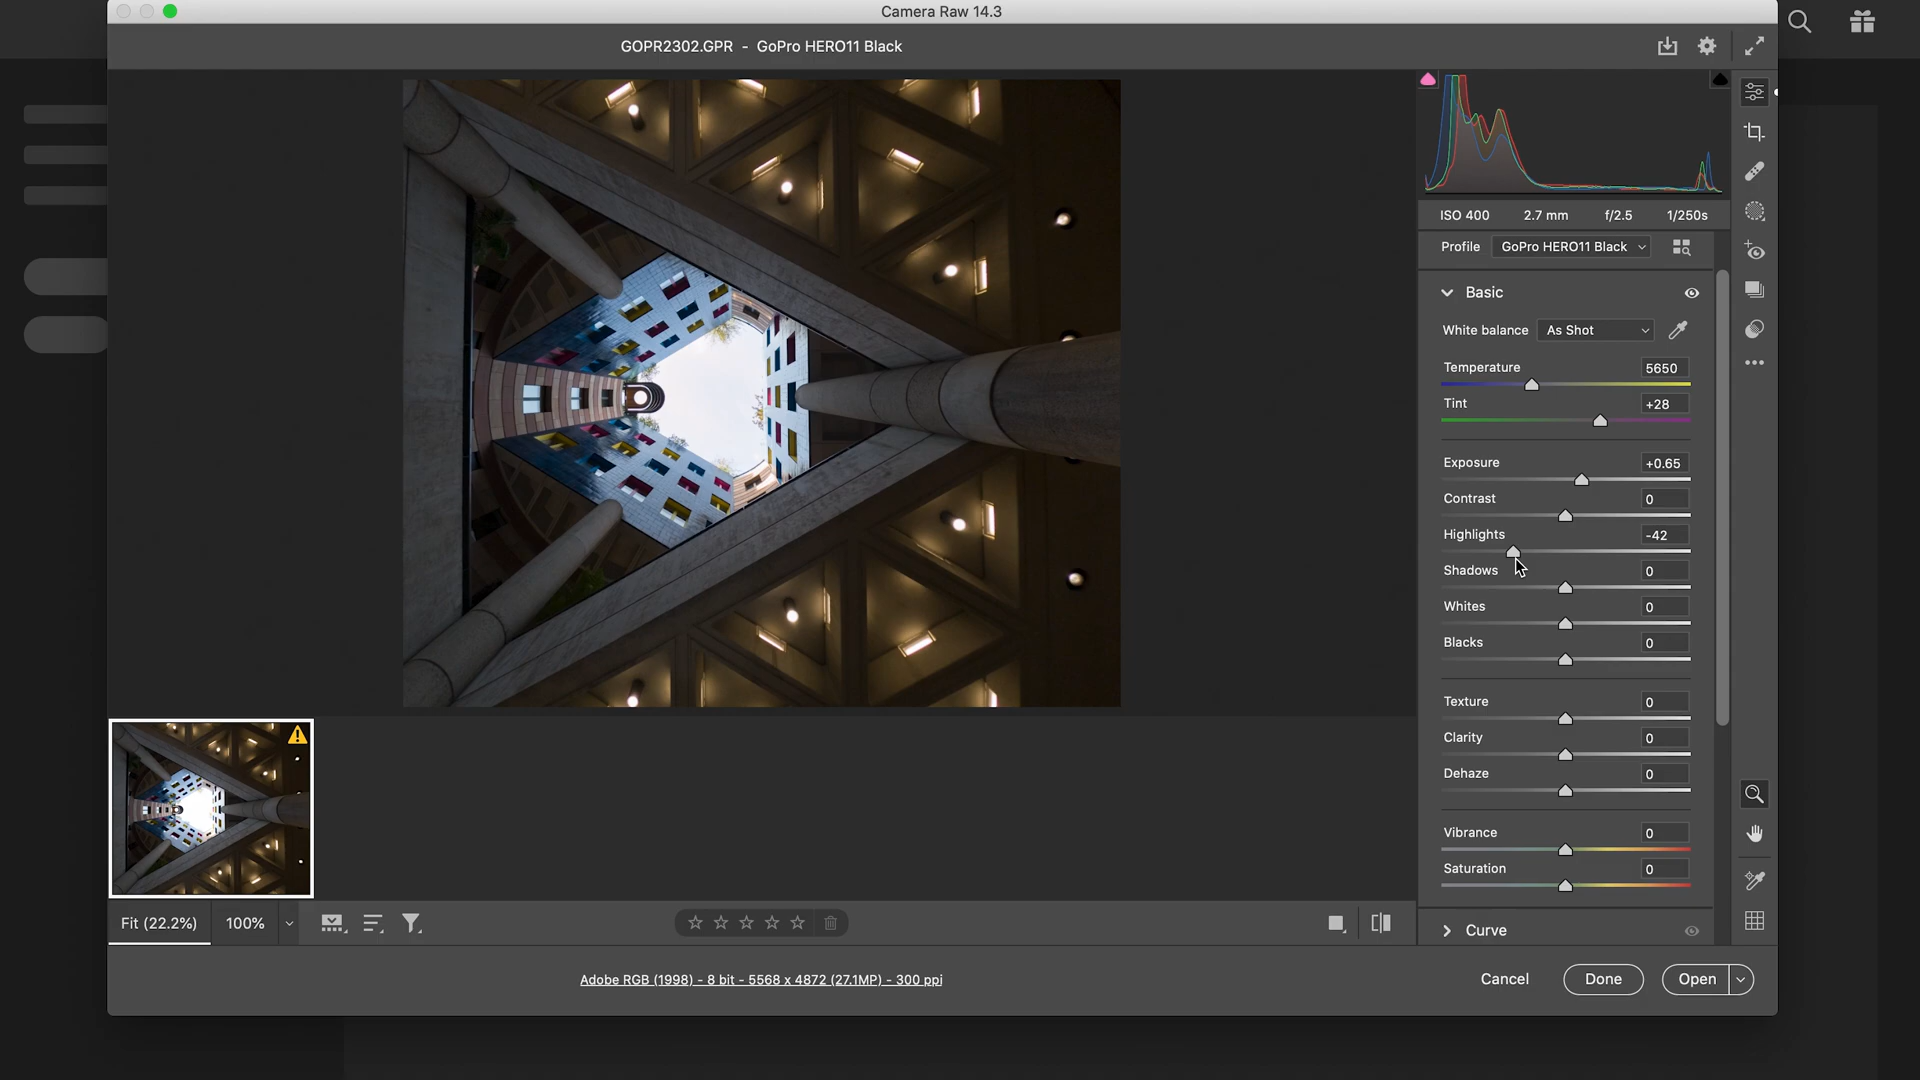 Camera Raw 14.3
GOPR2302.GPR - GoPro HERO11 Black
ISO 400 2.7 mm f/2.5 1/250s
Profile GoPro HERO11 Black
Basic
White balance As Shot
Temperature 5650
Tint +28
Exposure +0.65
Contrast 0
Highlights -42
Shadows 0
Whites 0
Blacks 0
Texture 0
Clarity 0
Dehaze 0
Vibrance 0
Saturation 0
Curve
Fit (22.2%) 100%
Adobe RGB (1998) - 8 bit - 5568 x 4872 (27.1MP) - 300 ppi
Cancel Done Open